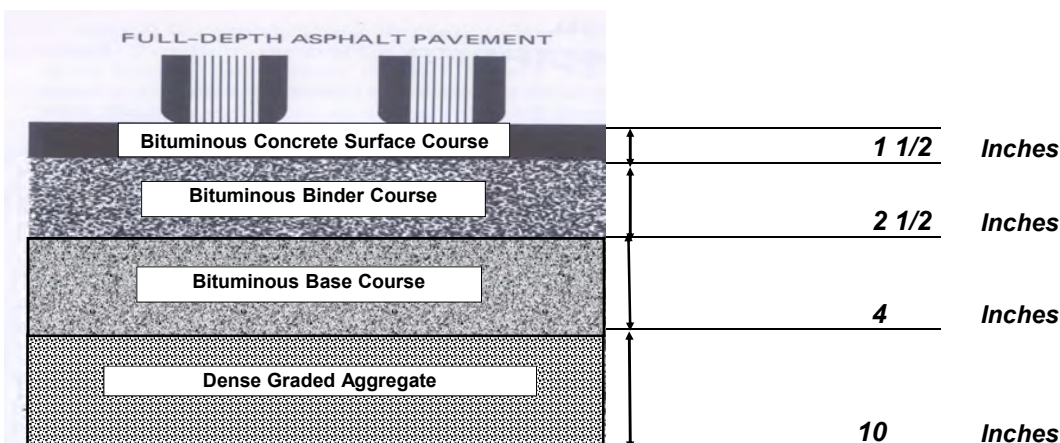 FULL-DEPTH ASPHALT PAVEMENT
Bituminous Concrete Surface Course
1 1/2 Inches
Bituminous Binder Course
2 1/2 Inches
Bituminous Base Course
4 Inches
Dense Graded Aggregate
10 Inches